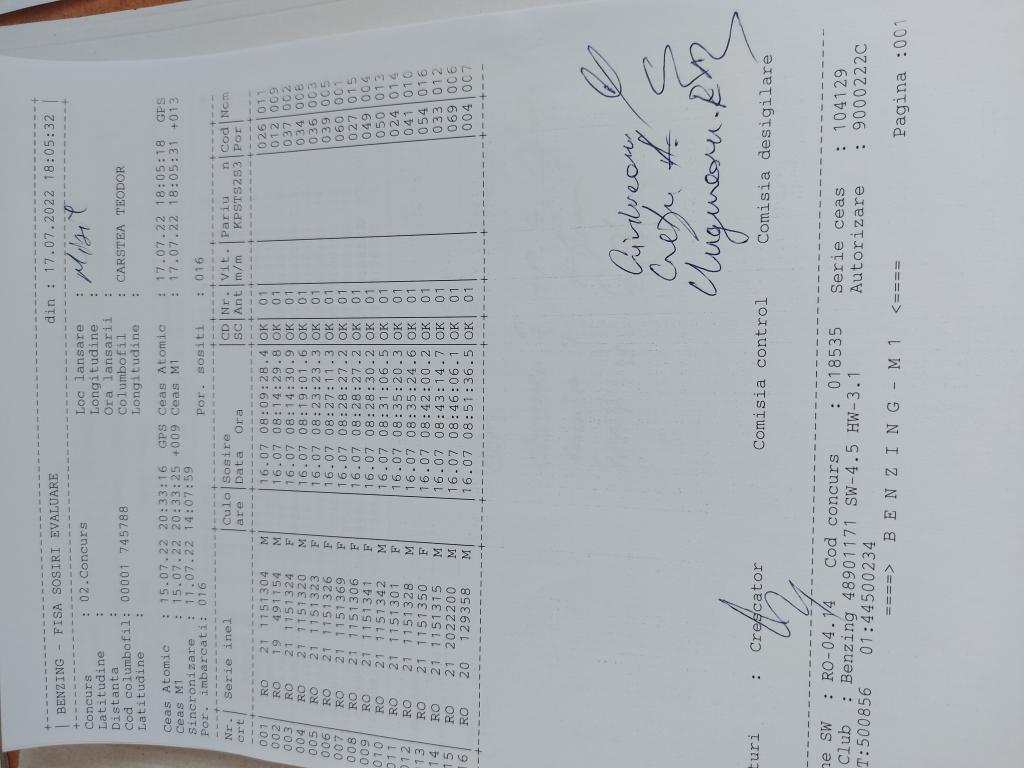 BENZING - FISA SOSIRI EVALUARE din : 17.07.2022 18:05:32
Concurs : 02.Concurs Loc lansare :
Latitudine : Longitudine :
Distanta : Ora lansarii :
Cod columbofil: 00001 745788 Columbofil : CARSTEA TEODOR
Latitudine : Longitudine :
Ceas Atomic : 15.07.22 20:33:16 GPS Ceas Atomic : 17.07.22 18:05:18 GPS
Ceas M1 : 15.07.22 20:33:25 +009 Ceas M1 : 17.07.22 18:05:31 +013
Sincronizare : 11.07.22 14:07:59
Por. imbarcati: 016 Por. sositi : 016
Nr. | Serie inel | Culo | Sosire | CD | Nr. | Vit. | Pariu n | Cod Nom
crt | are | Data Ora | SC | Ant | m/m | KPSTS2S3 | Por
001 RO 21 1151304 M 16.07 08:09:28.4 OK 01 026 011
002 RO 19 491154 M 16.07 08:14:29.8 OK 01 012 009
003 RO 21 1151324 F 16.07 08:14:30.9 OK 01 037 002
004 RO 21 1151320 M 16.07 08:19:01.6 OK 01 034 008
005 RO 21 1151323 F 16.07 08:23:23.3 OK 01 036 003
006 RO 21 1151326 F 16.07 08:27:11.3 OK 01 039 005
007 RO 21 1151369 F 16.07 08:28:27.2 OK 01 060 001
008 RO 21 1151306 F 16.07 08:28:27.2 OK 01 027 015
009 RO 21 1151341 F 16.07 08:28:30.2 OK 01 049 004
010 RO 21 1151342 M 16.07 08:31:06.5 OK 01 050 013
011 RO 21 1151301 F 16.07 08:35:20.3 OK 01 024 014
012 RO 21 1151328 M 16.07 08:35:24.6 OK 01 041 010
13 RO 21 1151350 F 16.07 08:42:00.2 OK 01 054 016
14 RO 21 1151315 M 16.07 08:43:14.7 OK 01 033 012
15 RO 21 2022200 M 16.07 08:46:06.1 OK 01 069 006
16 RO 20 129358 M 16.07 08:51:36.5 OK 01 004 007
turi : Crescator Comisia control Comisia desigilare
ne SW : RO-04.14 Cod concurs : 018535 Serie ceas : 104129
Club : Benzing 48901171 SW-4.5 HW-3.1 Autorizare : 9000222C
T:500856 01:44500234
====> B E N Z I N G - M 1 <==== Pagina :001